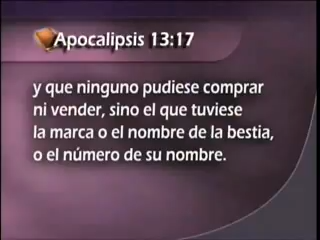 Apocalipsis 13:17
y que ninguno pudiese comprar
ni vender, sino el que tuviese
la marca o el nombre de la bestia,
o el número de su nombre.